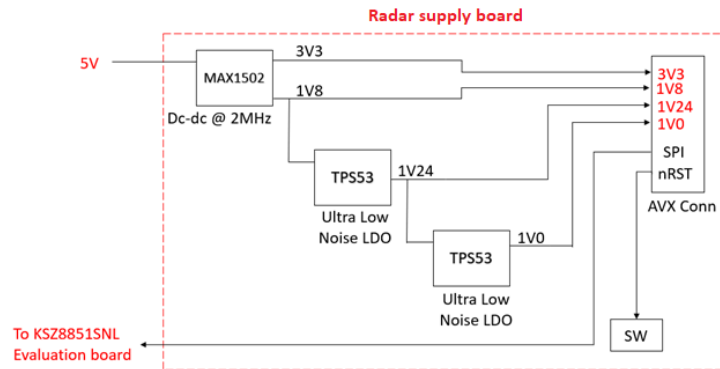 Radar supply board
5V
MAX1502
Dc-dc @ 2MHz
3V3
1V8
TPS53
Ultra Low
Noise LDO
1V24
TPS53
Ultra Low
Noise LDO
1V0
3V3
1V8
1V24
1V0
SPI
nRST
AVX Conn
SW
To KSZ8851SNL
Evaluation board